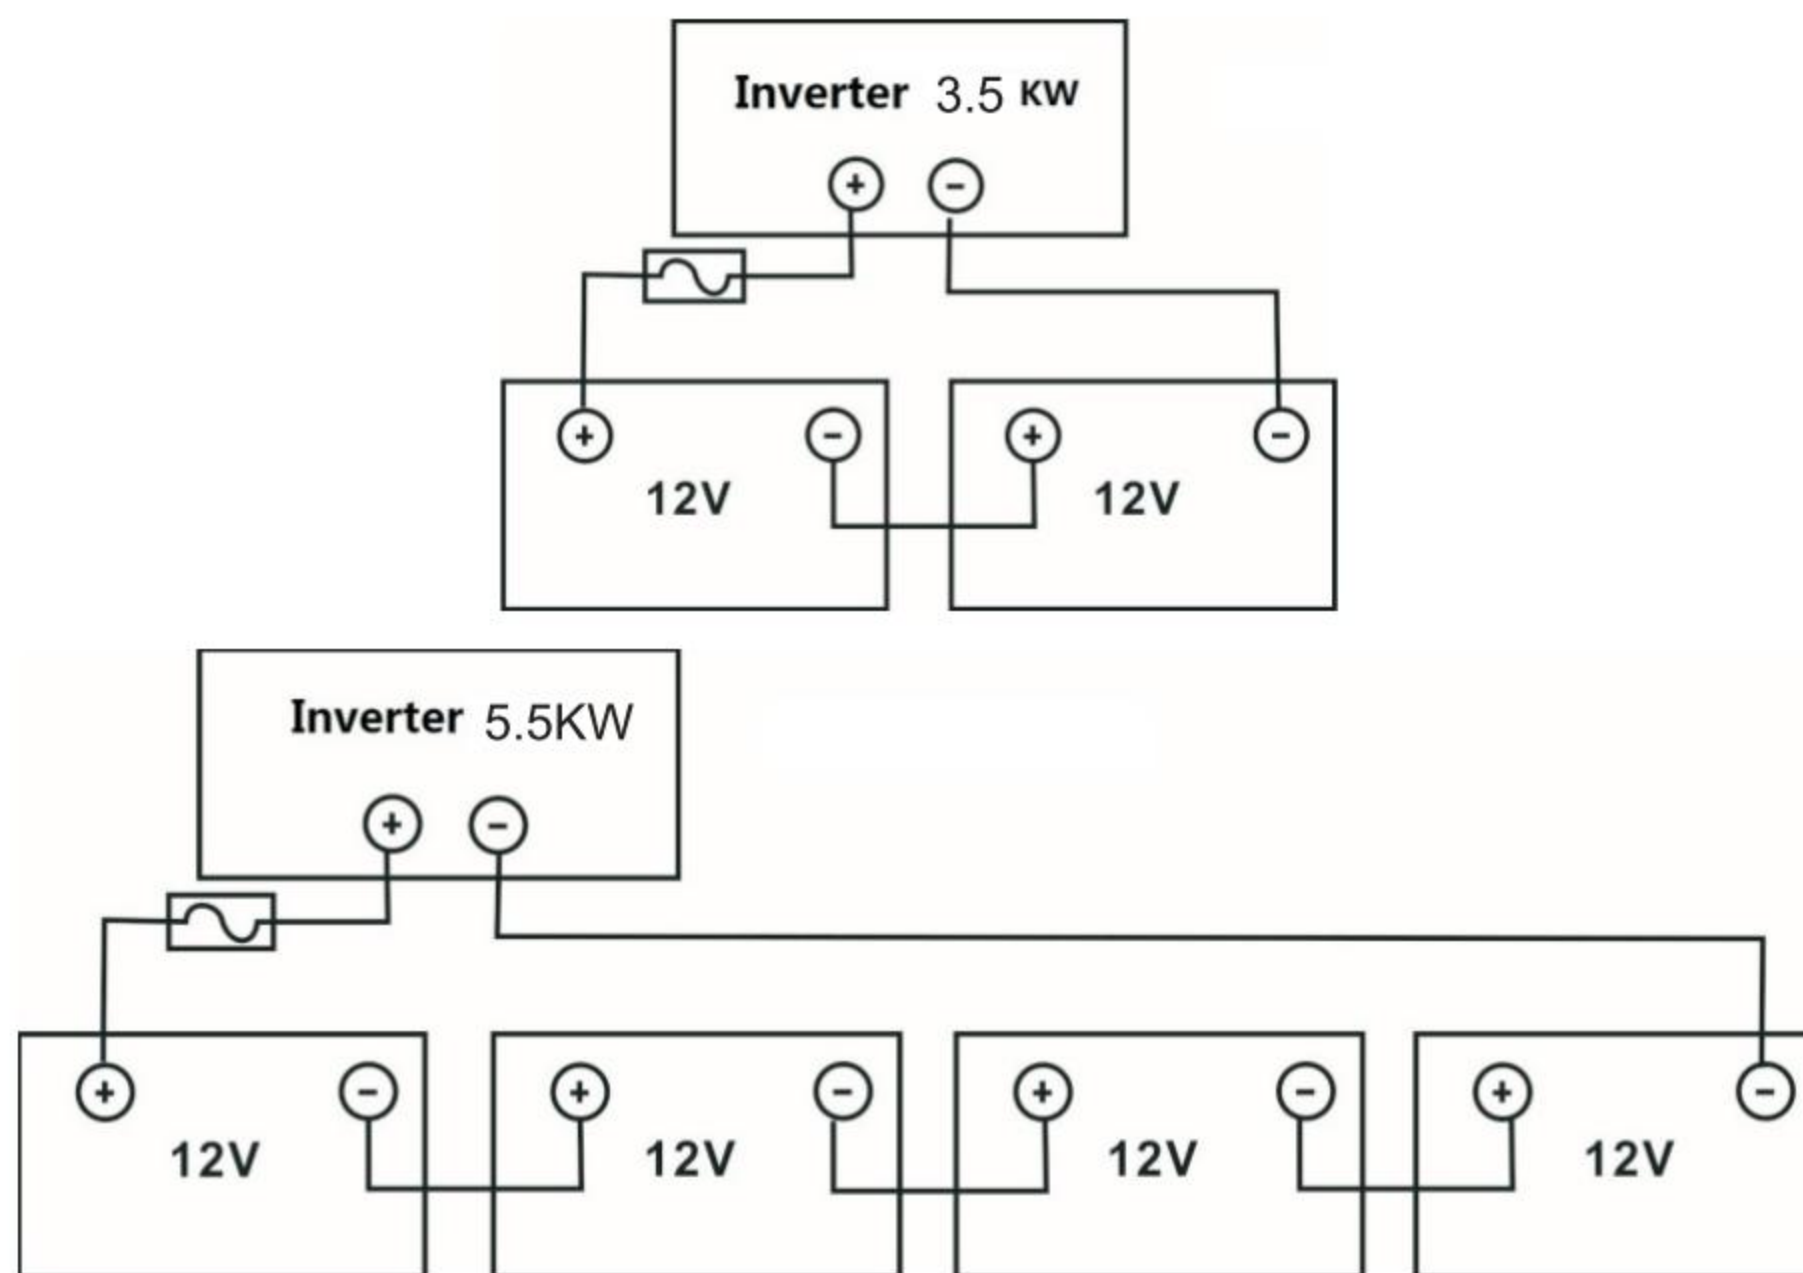 Inverter 3.5 KW
+ −
+ − + −
12V 12V
Inverter 5.5KW
+ −
+ − + − + − + −
12V 12V 12V 12V